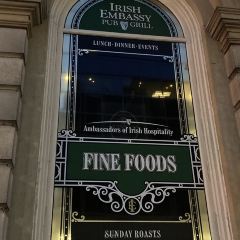 IRISH
EMBASSY
PUB GRILL
LUNCH·DINNER·EVENTS
Ambassadors of Irish Hospitality
FINE FOODS
SUNDAY ROASTS